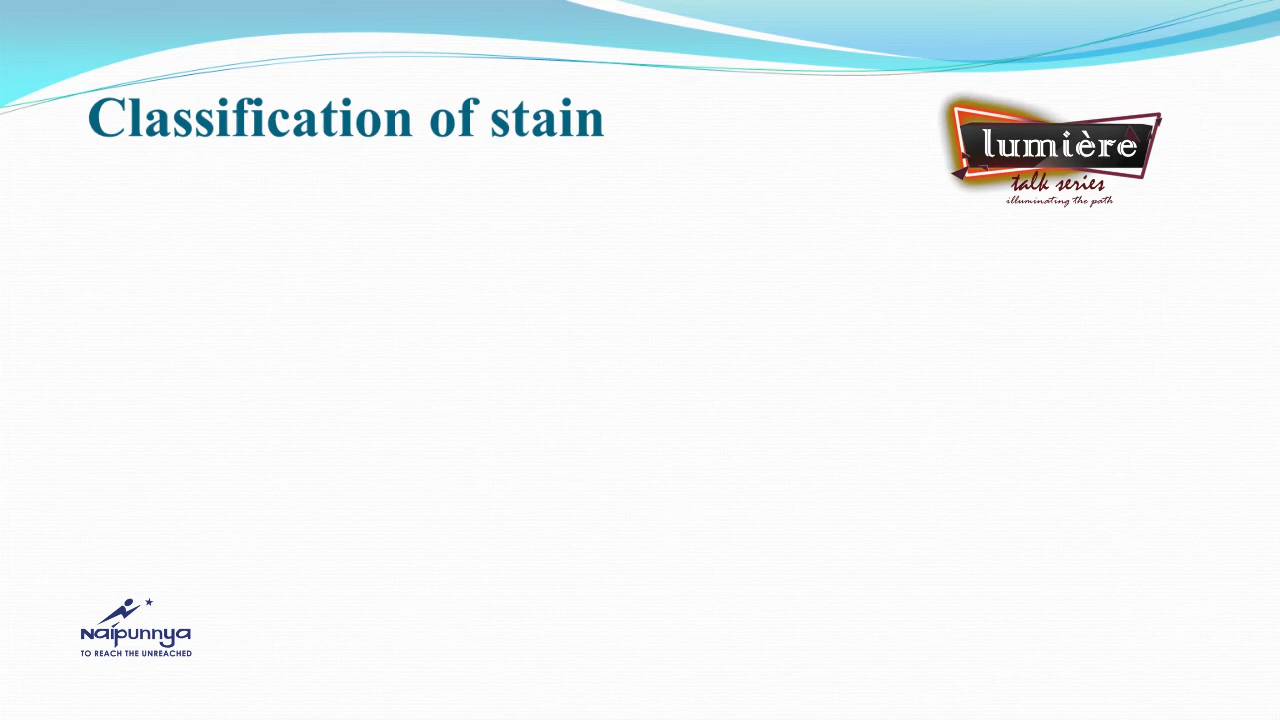 Classification of stain
lumière
talk series
illuminating the path
Naipunnya
TO REACH THE UNREACHED